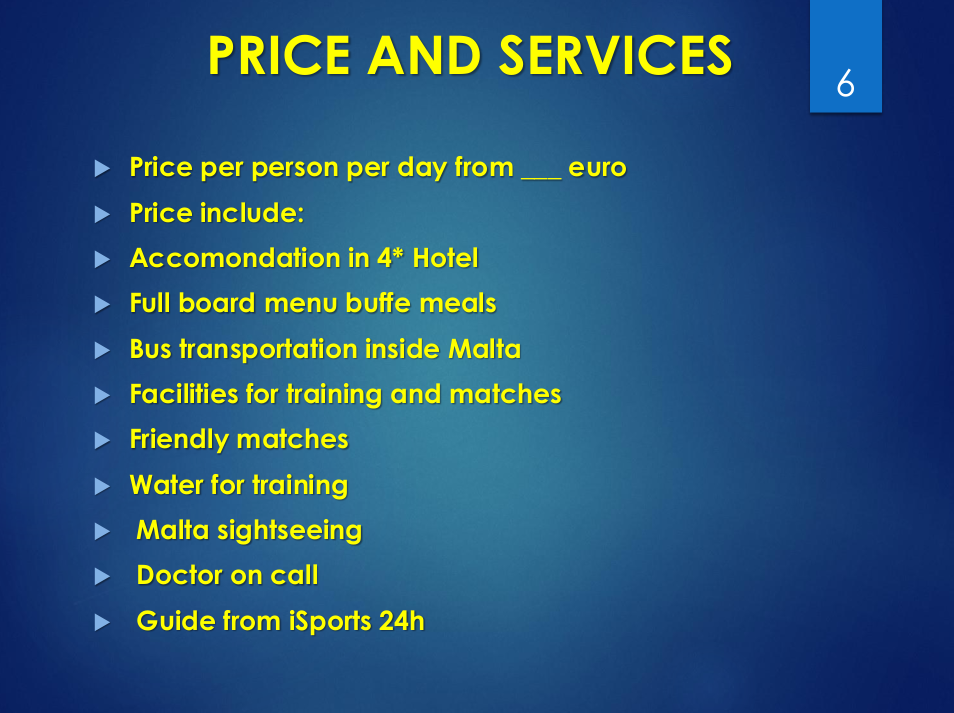 PRICE AND SERVICES
6
Price per person per day from ___ euro
Price include:
Accomondation in 4* Hotel
Full board menu buffe meals
Bus transportation inside Malta
Facilities for training and matches
Friendly matches
Water for training
Malta sightseeing
Doctor on call
Guide from iSports 24h